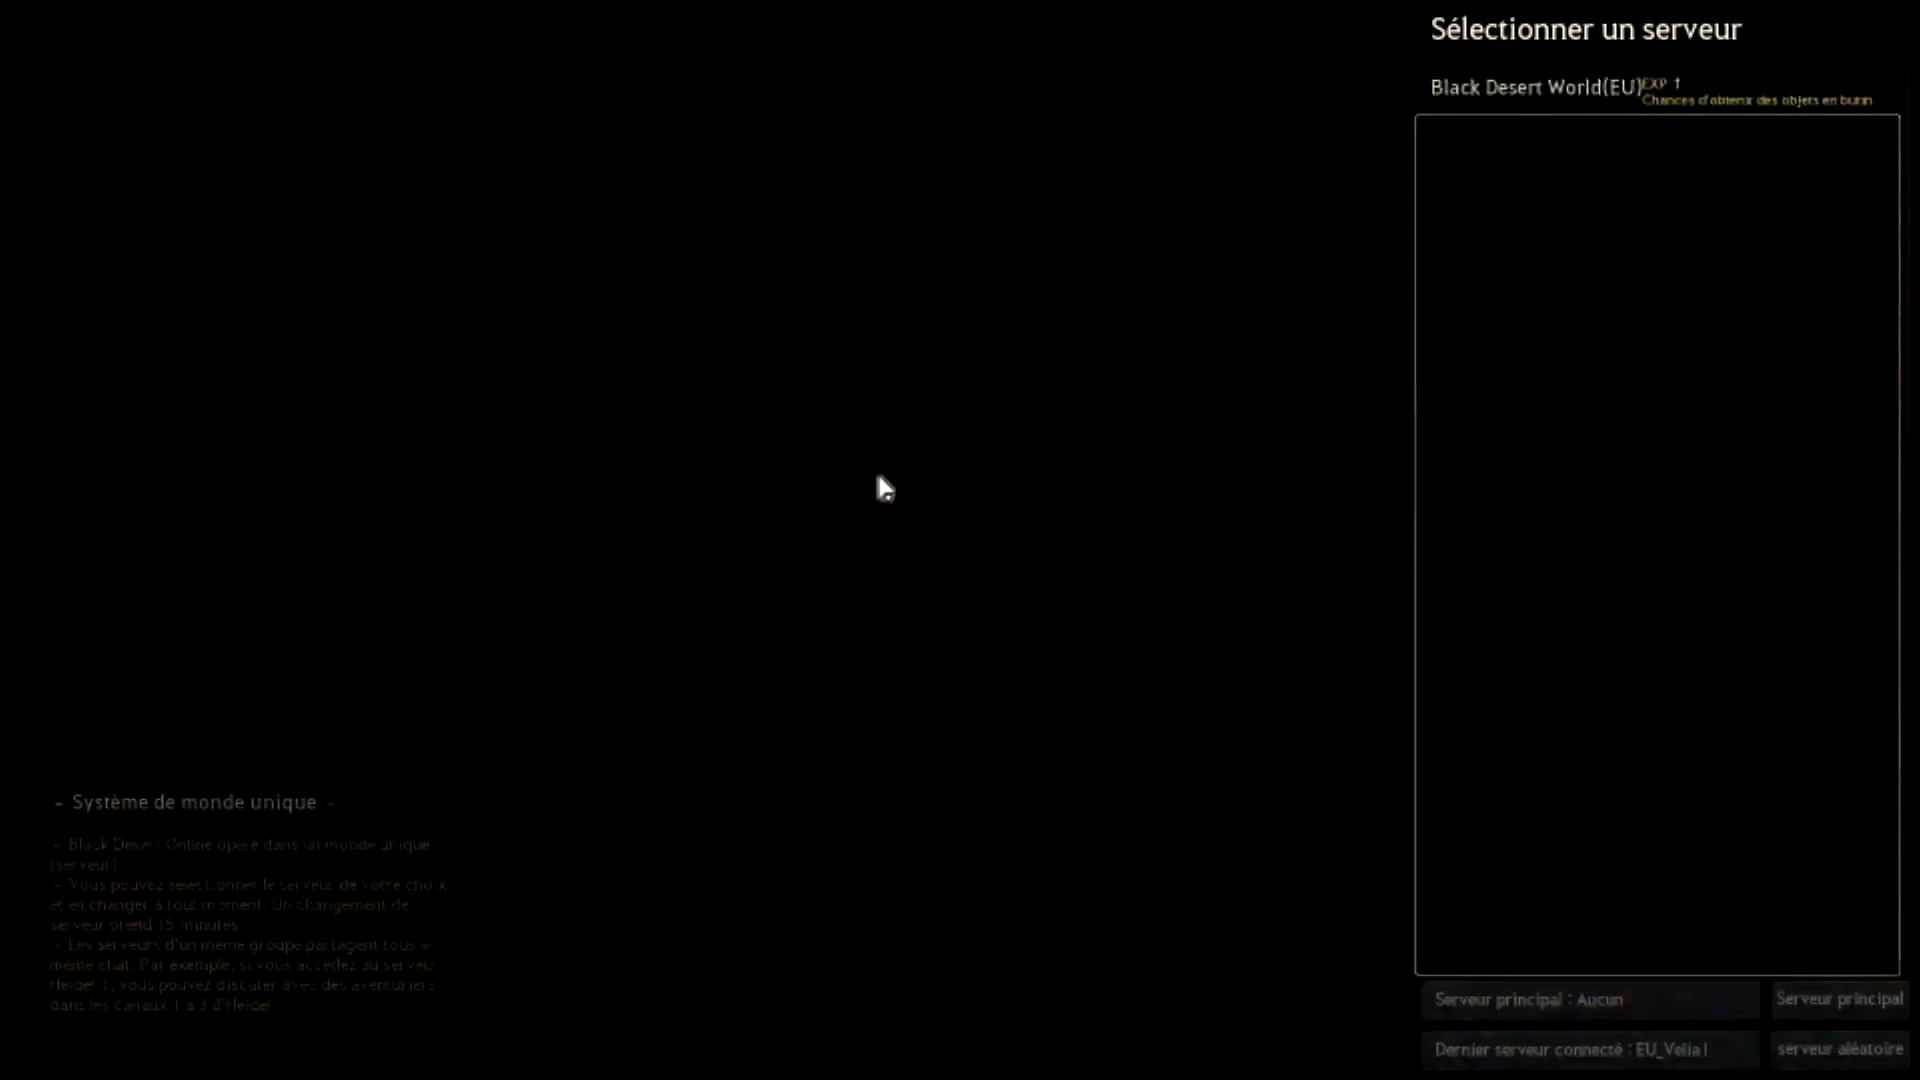 Sélectionner un serveur
Black Desert World(EU)
EXP ↑
Chances d'obtenir des objets en butin
- Système de monde unique -
- Black Desert Online opère dans un monde unique
(serveur)
- Vous pouvez sélectionner le serveur de votre choix
et en changer à tout moment. Un changement de
serveur prend 15 minutes
- Les serveurs d'un même groupe partagent tous
même chat. Par exemple, si vous accédez au serveur
Heidel 1, vous pouvez discuter avec des aventuriers
dans les canaux 1 à 3 d'Heidel
Serveur principal : Aucun
Serveur principal
Dernier serveur connecté : EU_Velia1
serveur aléatoire